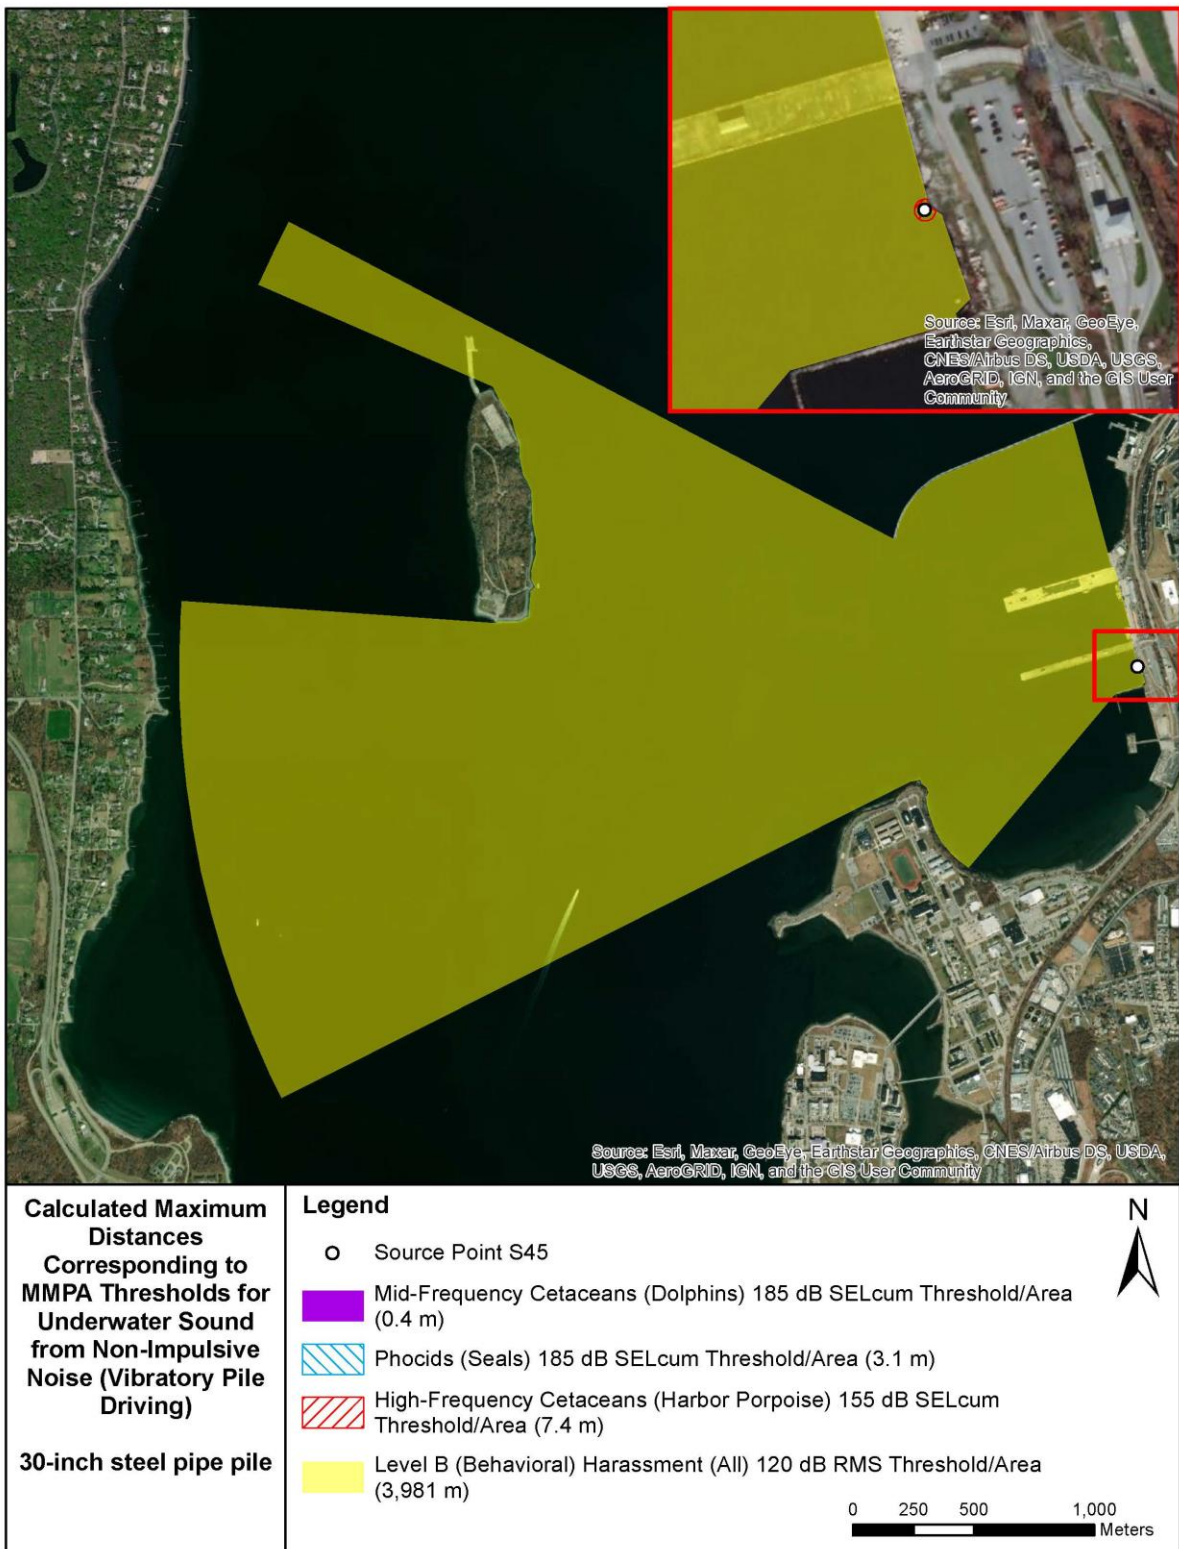 Source: Esri, Maxar, GeoEye,
Earthstar Geographics,
CNES/Airbus DS, USDA, USGS,
AeroGRID, IGN, and the GIS User
Community
Source: Esri, Maxar, GeoEye, Earthstar Geographics, CNES/Airbus DS, USDA,
USGS, AeroGRID, IGN, and the GIS User Community
Calculated Maximum
Distances
Corresponding to
MMPA Thresholds for
Underwater Sound
from Non-Impulsive
Noise (Vibratory Pile
Driving)
30-inch steel pipe pile
Legend
Source Point S45
Mid-Frequency Cetaceans (Dolphins) 185 dB SELcum Threshold/Area
(0.4 m)
Phocids (Seals) 185 dB SELcum Threshold/Area (3.1 m)
High-Frequency Cetaceans (Harbor Porpoise) 155 dB SELcum
Threshold/Area (7.4 m)
Level B (Behavioral) Harassment (All) 120 dB RMS Threshold/Area
(3,981 m)
N
0 250 500 1,000
Meters